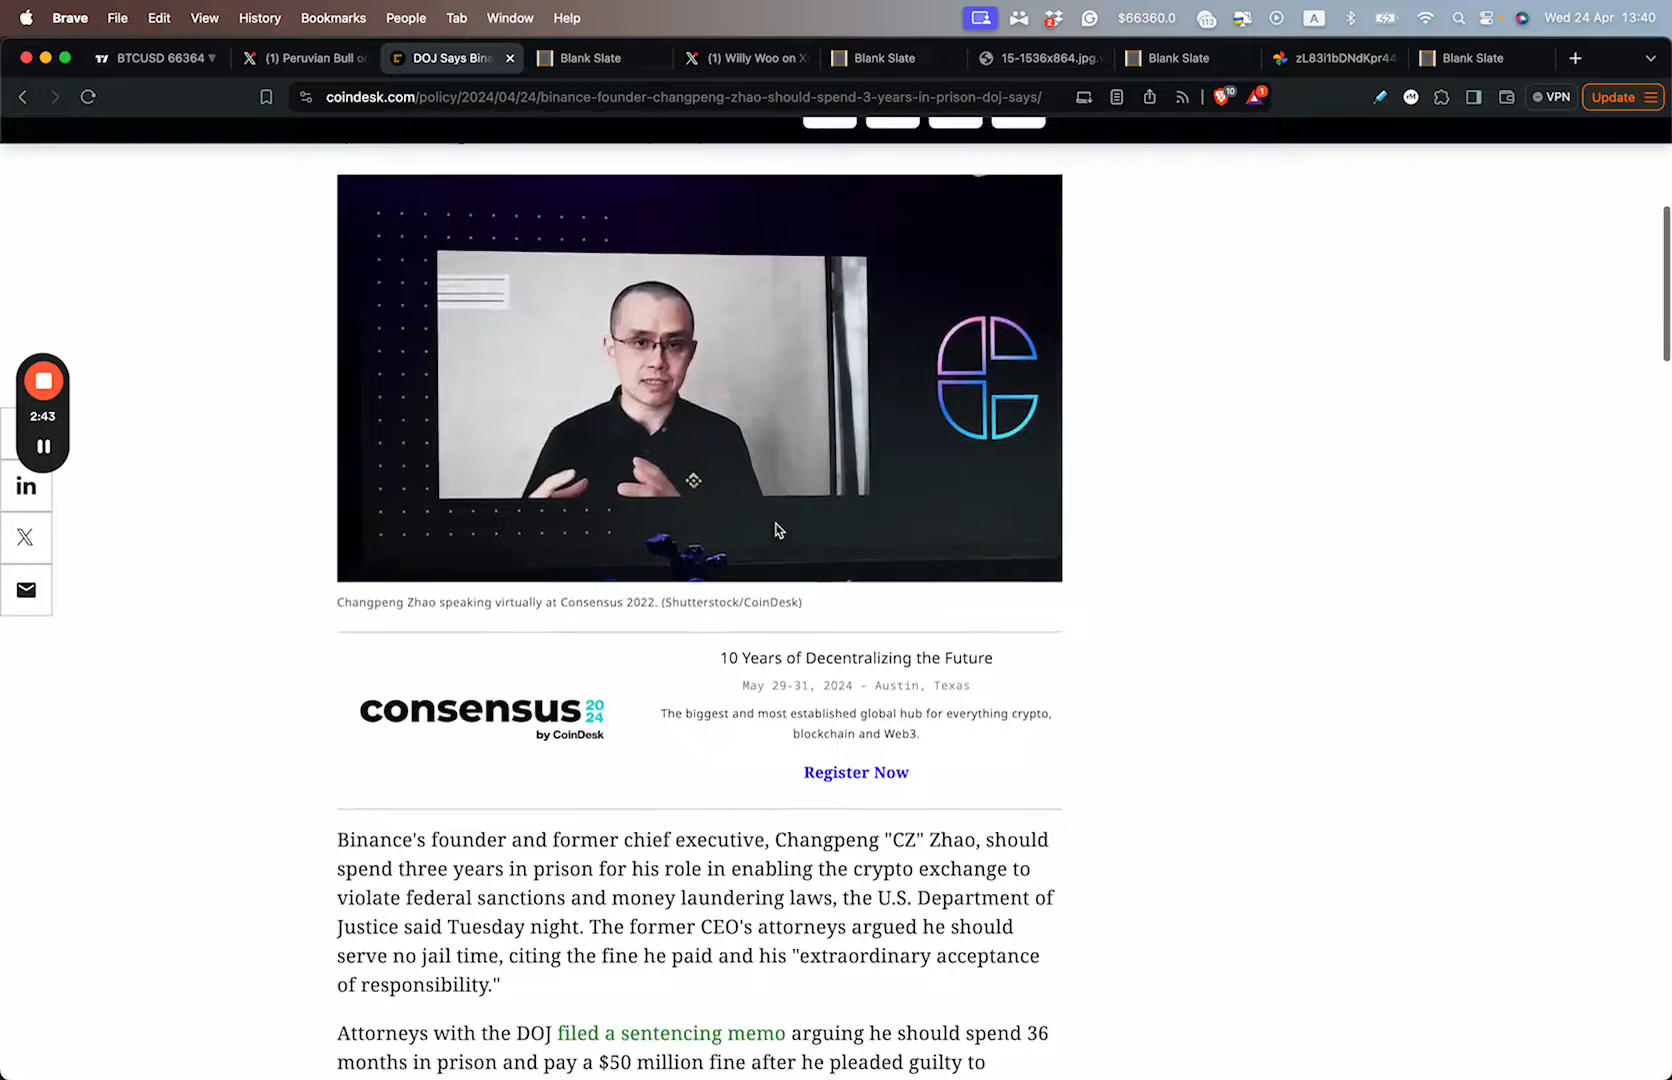 Brave File Edit View History Bookmarks People Tab Window Help 2 $66360.0 113 A Wed 24 Apr 13:40
BTCUSD 66364 (1) Peruvian Bull o DOJ Says Bina Blank Slate (1) Willy Woo on X Blank Slate 15-1536x864.jpg Blank Slate zL83i1bDNdKpr44 Blank Slate
coindesk.com/policy/2024/04/24/binance-founder-changpeng-zhao-should-spend-3-years-in-prison-doj-says/ 10 1 VPN Update
2:43
in
Changpeng Zhao speaking virtually at Consensus 2022. (Shutterstock/CoinDesk)
10 Years of Decentralizing the Future
May 29-31, 2024 - Austin, Texas
consensus 20 24
by CoinDesk
The biggest and most established global hub for everything crypto,
blockchain and Web3.
Register Now
Binance's founder and former chief executive, Changpeng "CZ" Zhao, should
spend three years in prison for his role in enabling the crypto exchange to
violate federal sanctions and money laundering laws, the U.S. Department of
Justice said Tuesday night. The former CEO's attorneys argued he should
serve no jail time, citing the fine he paid and his "extraordinary acceptance
of responsibility."
Attorneys with the DOJ filed a sentencing memo arguing he should spend 36
months in prison and pay a $50 million fine after he pleaded guilty to